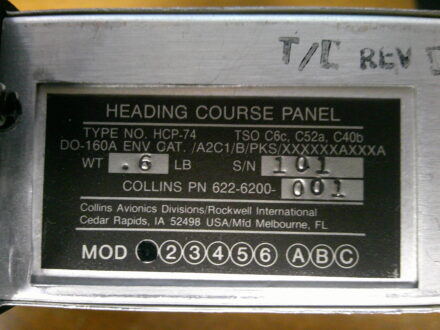 T/C REV
HEADING COURSE PANEL
TYPE NO. HCP-74 TSO C6c, C52a, C40b
DO-160A ENV CAT. /A2C1/B/PKS/XXXXXXAXXXA
WT .6 LB S/N 101
COLLINS PN 622-6200- 001
Collins Avionics Divisions/Rockwell International
Cedar Rapids, IA 52498 USA/Mfd Melbourne, FL
MOD 2 3 4 5 6 A B C